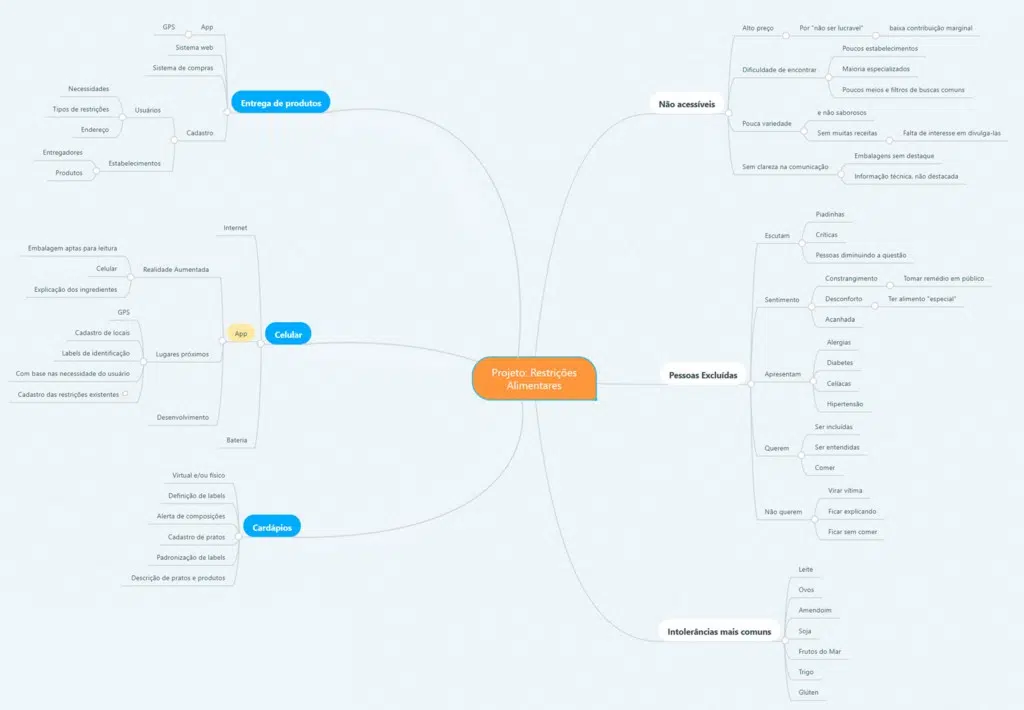 Projeto: Restrições
Alimentares
Entrega de produtos
App
GPS
Sistema web
Sistema de compras
Cadastro
Usuários
Necessidades
Tipos de restrições
Endereço
Estabelecimentos
Entregadores
Produtos
Celular
Internet
App
Realidade Aumentada
Embalagem aptas para leitura
Celular
Explicação dos ingredientes
Lugares próximos
GPS
Cadastro de locais
Labels de identificação
Com base nas necessidade do usuário
Cadastro das restrições existentes
Desenvolvimento
Bateria
Cardápios
Virtual e/ou físico
Definição de labels
Alerta de composições
Cadastro de pratos
Padronização de labels
Descrição de pratos e produtos
Não acessíveis
Alto preço
Por "não ser lucravel"
baixa contribuição marginal
Dificuldade de encontrar
Poucos estabelecimentos
Maioria especializados
Poucos meios e filtros de buscas comuns
Pouca variedade
e não saborosos
Sem muitas receitas
Falta de interesse em divulga-las
Sem clareza na comunicação
Embalagens sem destaque
Informação técnica, não destacada
Pessoas Excluídas
Escutam
Piadinhas
Críticas
Pessoas diminuindo a questão
Sentimento
Constrangimento
Tomar remédio em público
Desconforto
Ter alimento "especial"
Acanhada
Apresentam
Alergias
Diabetes
Celíacas
Hipertensão
Querem
Ser incluídas
Ser entendidas
Comer
Não querem
Virar vítima
Ficar explicando
Ficar sem comer
Intolerâncias mais comuns
Leite
Ovos
Amendoim
Soja
Frutos do Mar
Trigo
Glúten